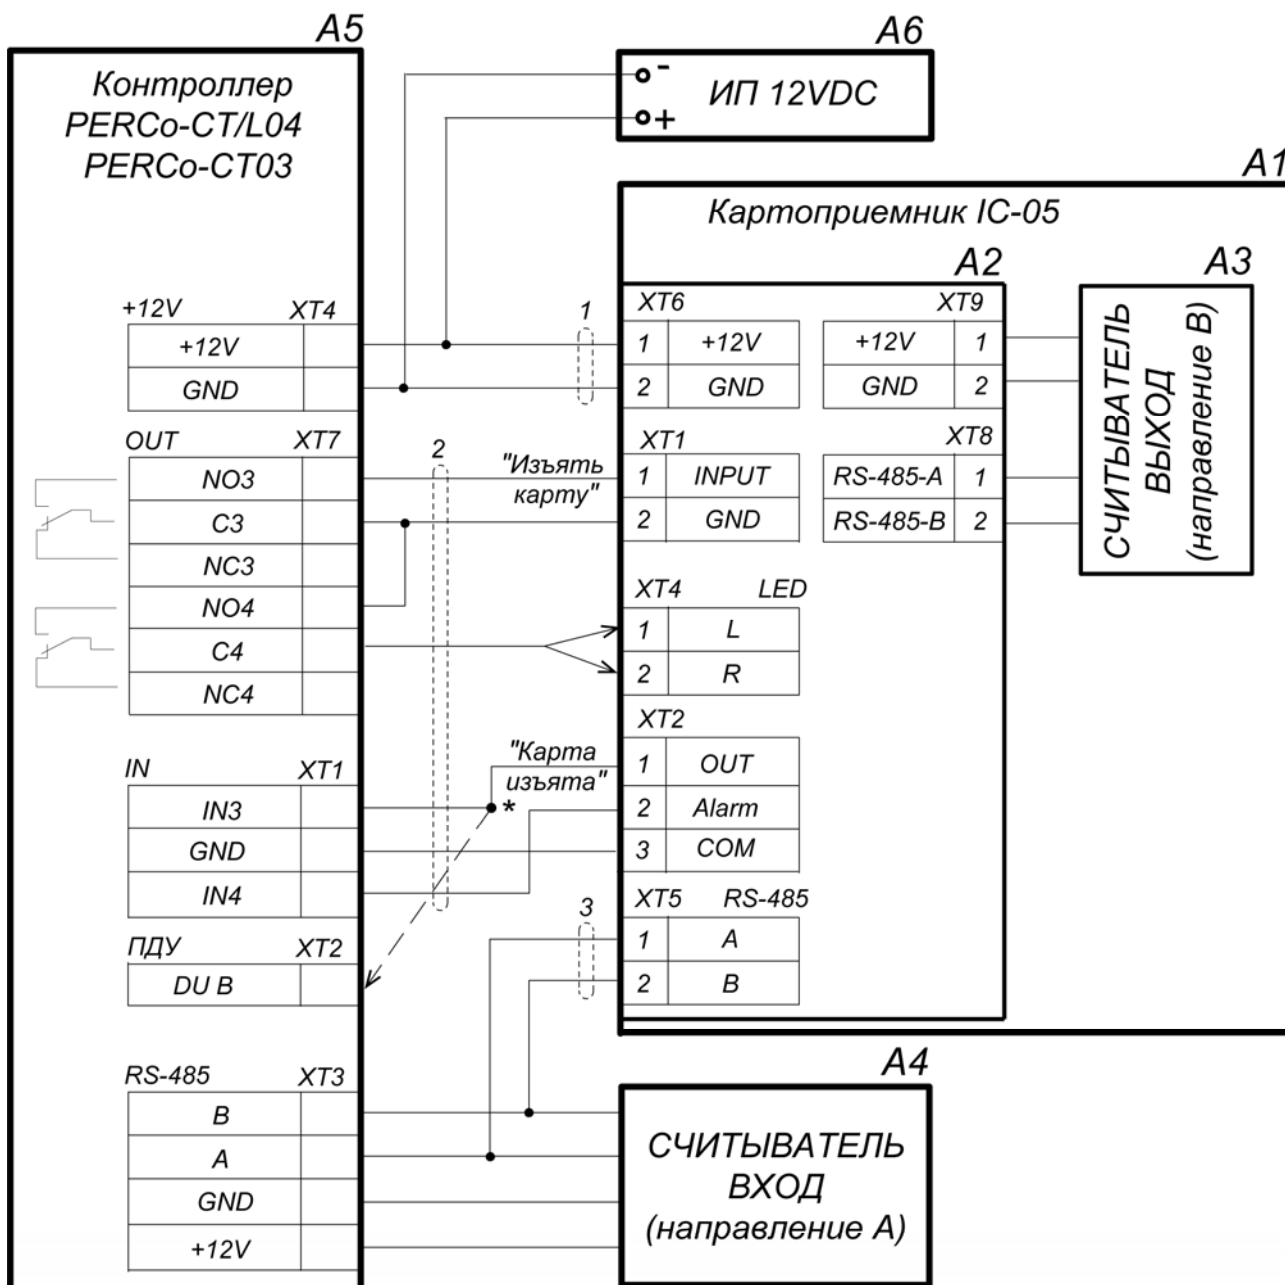 A5
Контроллер
PERCo-CT/L04
PERCo-CT03
A6
-
+
ИП 12VDC
A1
Картоприемник IC-05
A2
A3
СЧИТЫВАТЕЛЬ
ВЫХОД
(направление B)
+12V XT4
+12V
GND
OUT XT7
NO3
C3
NC3
NO4
C4
NC4
IN XT1
IN3
GND
IN4
ПДУ XT2
DU B
RS-485 XT3
B
A
GND
+12V
1
2
3
"Изъять
карту"
"Карта
изъята"
*
XT6
1 +12V
2 GND
XT1
1 INPUT
2 GND
XT4 LED
1 L
2 R
XT2
1 OUT
2 Alarm
3 COM
XT5 RS-485
1 A
2 B
XT9
+12V 1
GND 2
XT8
RS-485-A 1
RS-485-B 2
A4
СЧИТЫВАТЕЛЬ
ВХОД
(направление A)